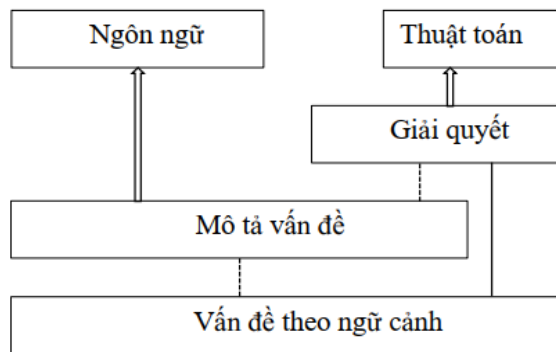 Ngôn ngữ
Thuật toán
Giải quyết
Mô tả vấn đề
Vấn đề theo ngữ cảnh